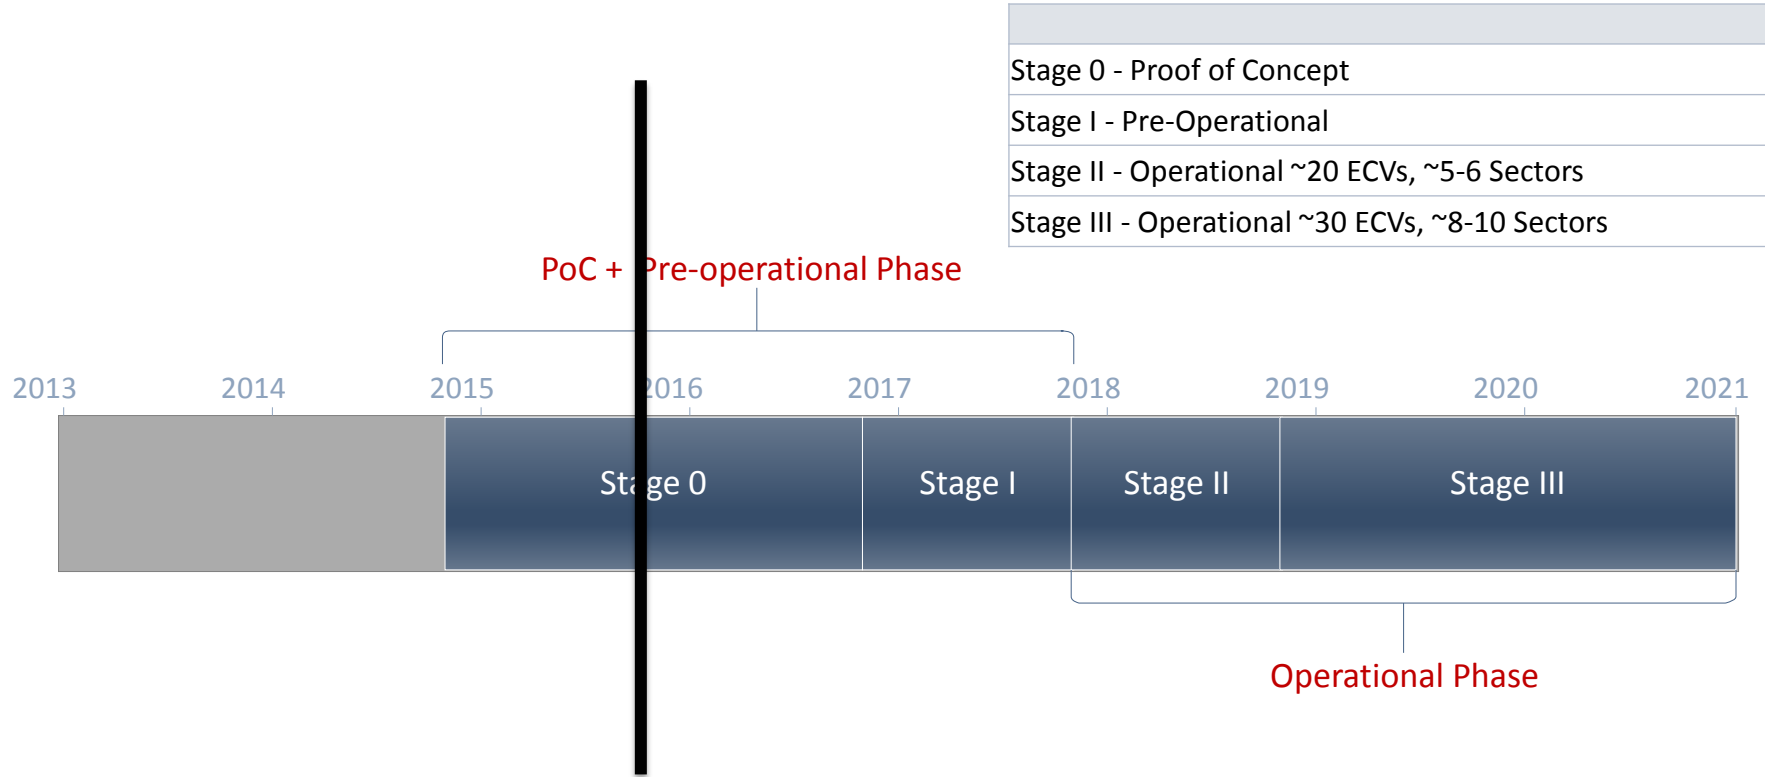 Stage 0 - Proof of Concept
Stage I - Pre-Operational
Stage II - Operational ~20 ECVs, ~5-6 Sectors
Stage III - Operational ~30 ECVs, ~8-10 Sectors
PoC + Pre-operational Phase
2013 2014 2015 2016 2017 2018 2019 2020 2021
Stage 0 Stage I Stage II Stage III
Operational Phase